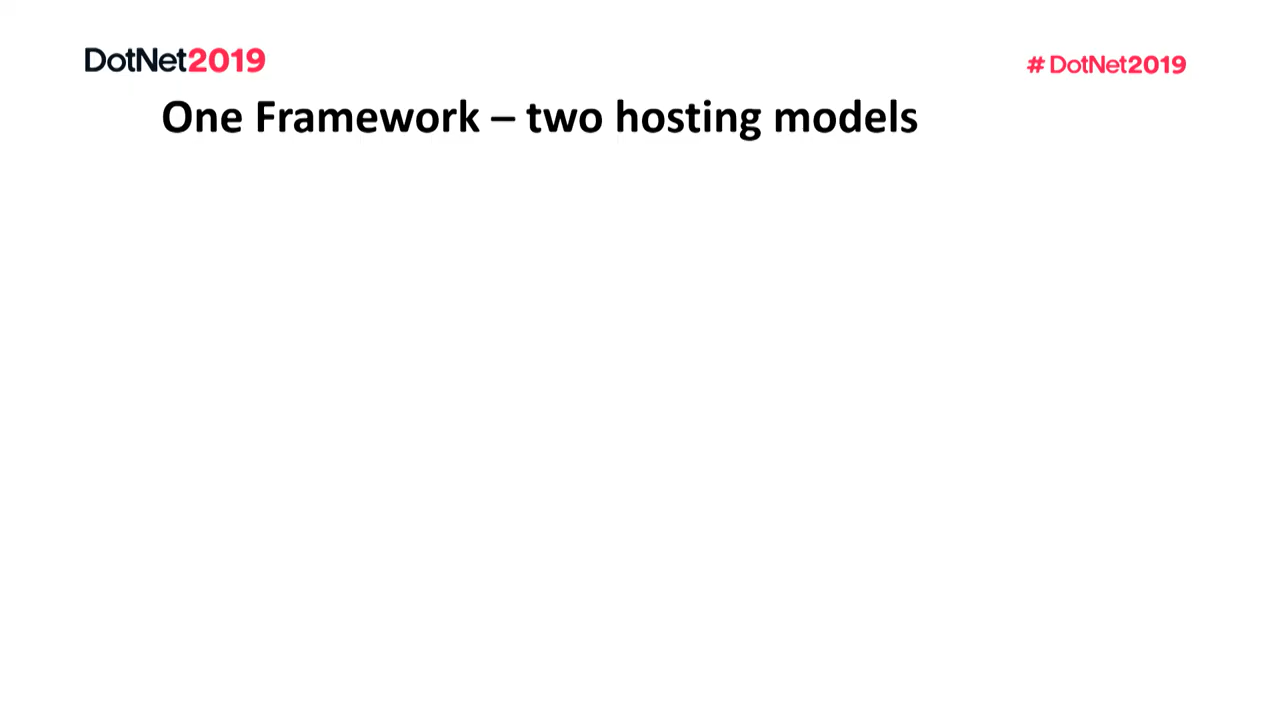 DotNet2019
# DotNet2019
One Framework – two hosting models